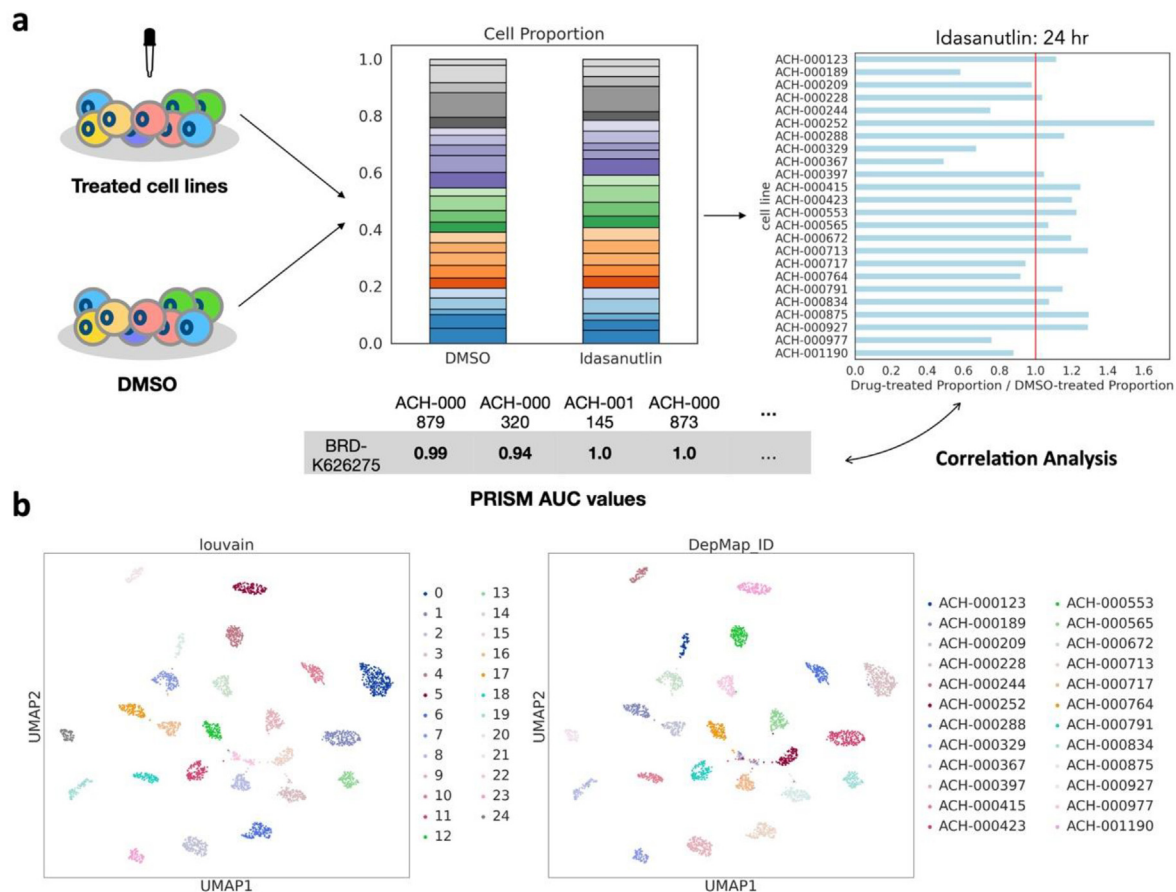 a
Treated cell lines
DMSO
Cell Proportion
1.0
0.8
0.6
0.4
0.2
0.0
DMSO
Idasanutlin
Idasanutlin: 24 hr
cell line
ACH-000123
ACH-000189
ACH-000209
ACH-000228
ACH-000244
ACH-000252
ACH-000288
ACH-000329
ACH-000367
ACH-000397
ACH-000415
ACH-000423
ACH-000553
ACH-000565
ACH-000672
ACH-000713
ACH-000717
ACH-000764
ACH-000791
ACH-000834
ACH-000875
ACH-000927
ACH-000977
ACH-001190
0.0 0.2 0.4 0.6 0.8 1.0 1.2 1.4 1.6
Drug-treated Proportion / DMSO-treated Proportion
ACH-000 ACH-000 ACH-001 ACH-000 ...
879 320 145 873
BRD-
K626275
0.99 0.94 1.0 1.0 ...
PRISM AUC values
Correlation Analysis
b
louvain
UMAP2
UMAP1
0
1
2
3
4
5
6
7
8
9
10
11
12
13
14
15
16
17
18
19
20
21
22
23
24
DepMap_ID
UMAP2
UMAP1
ACH-000123
ACH-000189
ACH-000209
ACH-000228
ACH-000244
ACH-000252
ACH-000288
ACH-000329
ACH-000367
ACH-000397
ACH-000415
ACH-000423
ACH-000553
ACH-000565
ACH-000672
ACH-000713
ACH-000717
ACH-000764
ACH-000791
ACH-000834
ACH-000875
ACH-000927
ACH-000977
ACH-001190